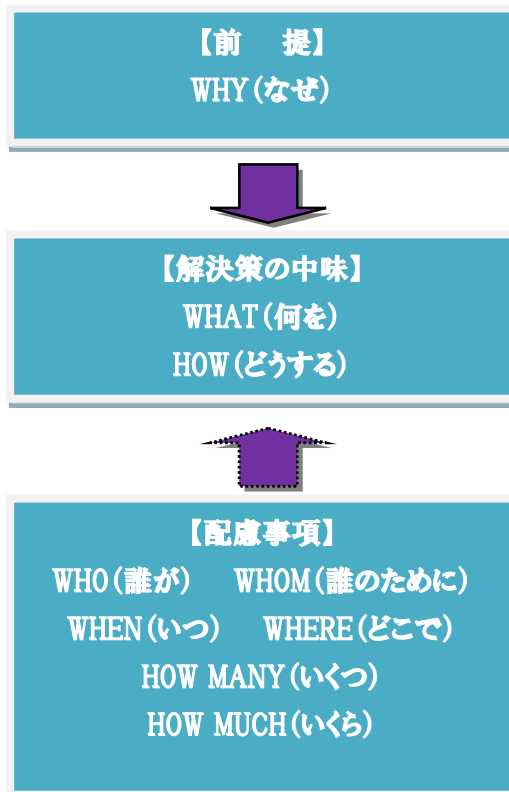 【前　提】
WHY(なぜ)
【解決策の中味】
WHAT(何を)
HOW(どうする)
【配慮事項】
WHO(誰が)　WHOM(誰のために)
WHEN(いつ)　WHERE(どこで)
HOW MANY(いくつ)
HOW MUCH(いくら)